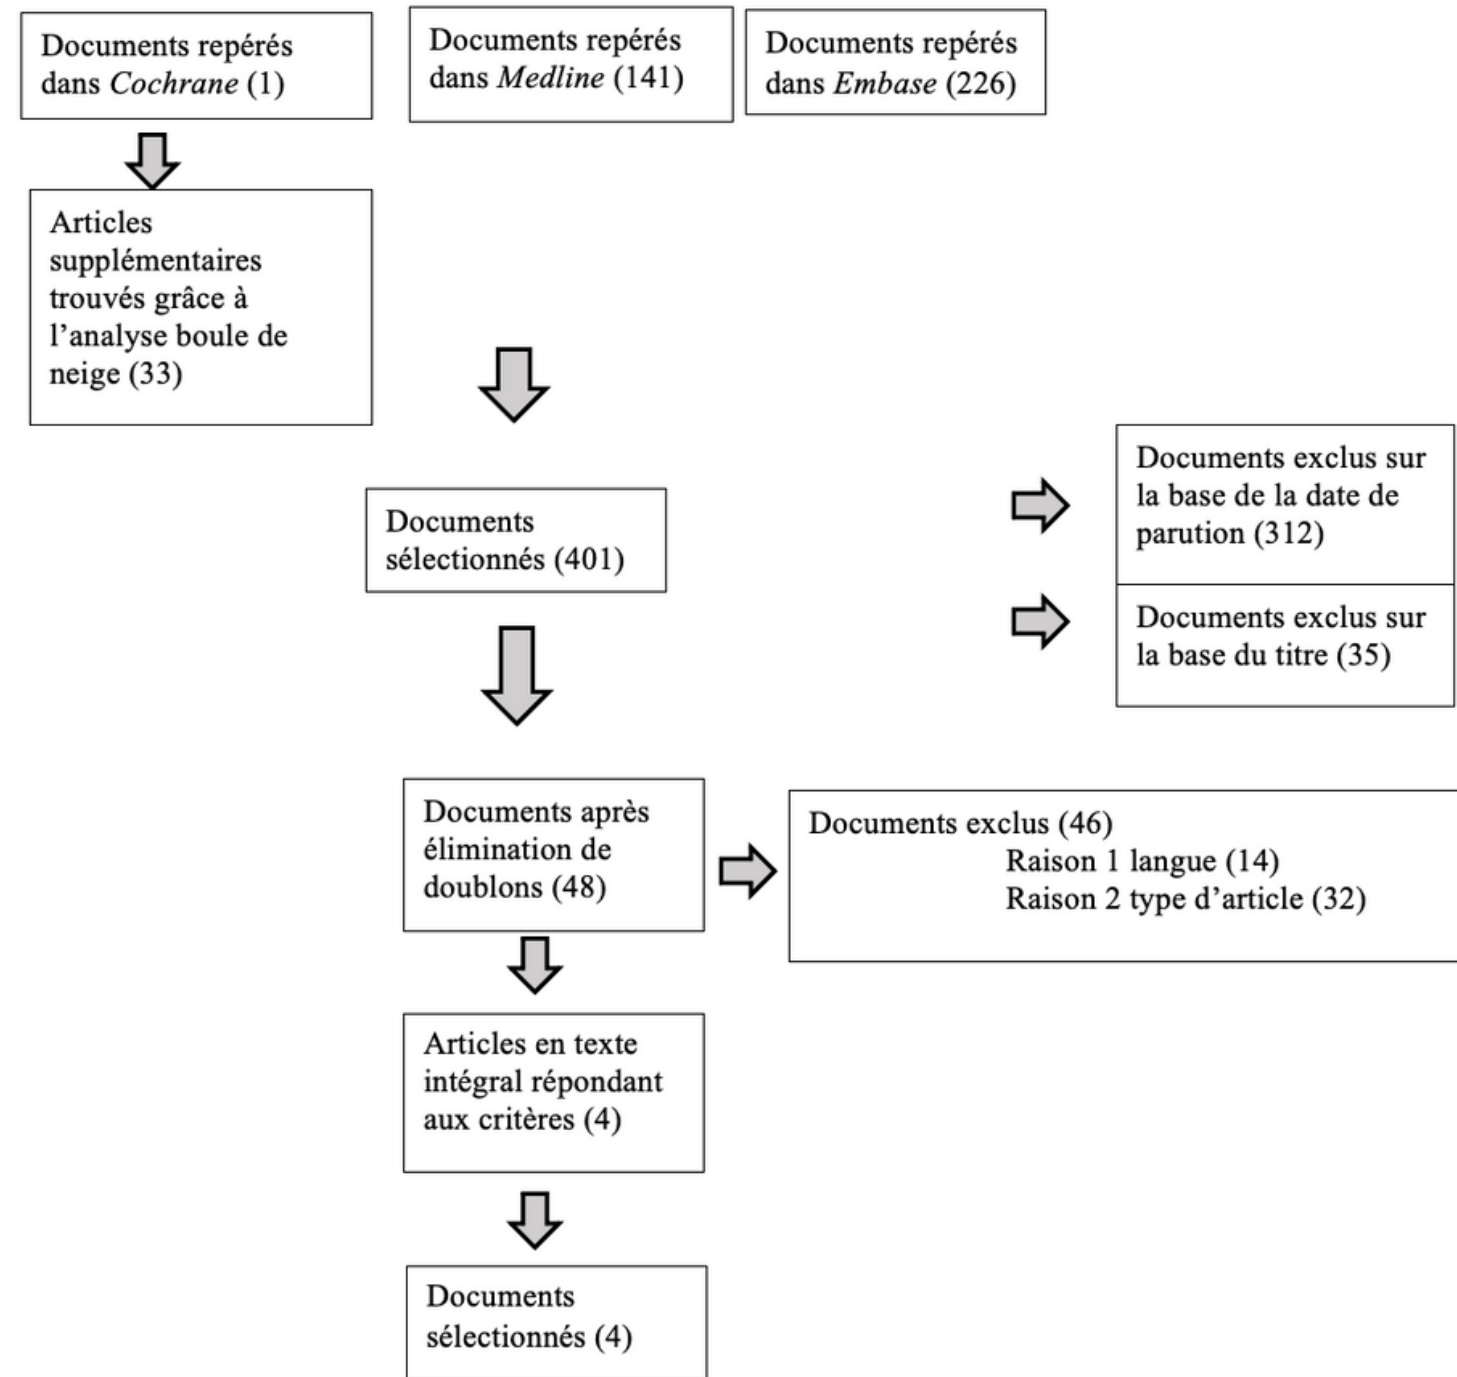 Documents repérés
dans Cochrane (1)
Documents repérés
dans Medline (141)
Documents repérés
dans Embase (226)
Articles
supplémentaires
trouvés grâce à
l’analyse boule de
neige (33)
Documents
sélectionnés (401)
Documents exclus sur
la base de la date de
parution (312)
Documents exclus sur
la base du titre (35)
Documents après
élimination de
doublons (48)
Documents exclus (46)
Raison 1 langue (14)
Raison 2 type d’article (32)
Articles en texte
intégral répondant
aux critères (4)
Documents
sélectionnés (4)